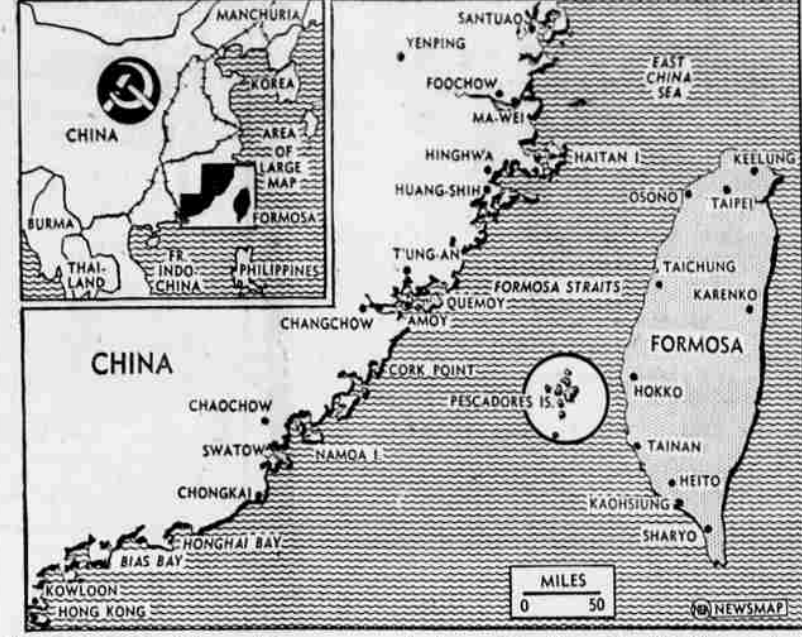 MANCHURIA
KOREA
CHINA
AREA
OF
LARGE
MAP
FORMOSA
BURMA
THAI-
LAND
FR.
INDO-
CHINA
PHILIPPINES
SANTUAO
YENPING
FOOCHOW
MA-WEI
EAST
CHINA
SEA
HINGHWA
HAITAN I.
HUANG-SHIH
KEELUNG
OSONO
TAIPEI
T'UNG-AN
QUEMOY
AMOY
CHANGCHOW
FORMOSA STRAITS
TAICHUNG
KARENKO
CHINA
FORMOSA
CORK POINT
PESCADORES IS.
HOKKO
CHAOCHOW
SWATOW
NAMOA I.
TAINAN
CHONGKAI
HEITO
KAOHSIUNG
SHARYO
HONGHAI BAY
BIAS BAY
KOWLOON
HONG KONG
MILES
0 50
NEA NEWSMAP